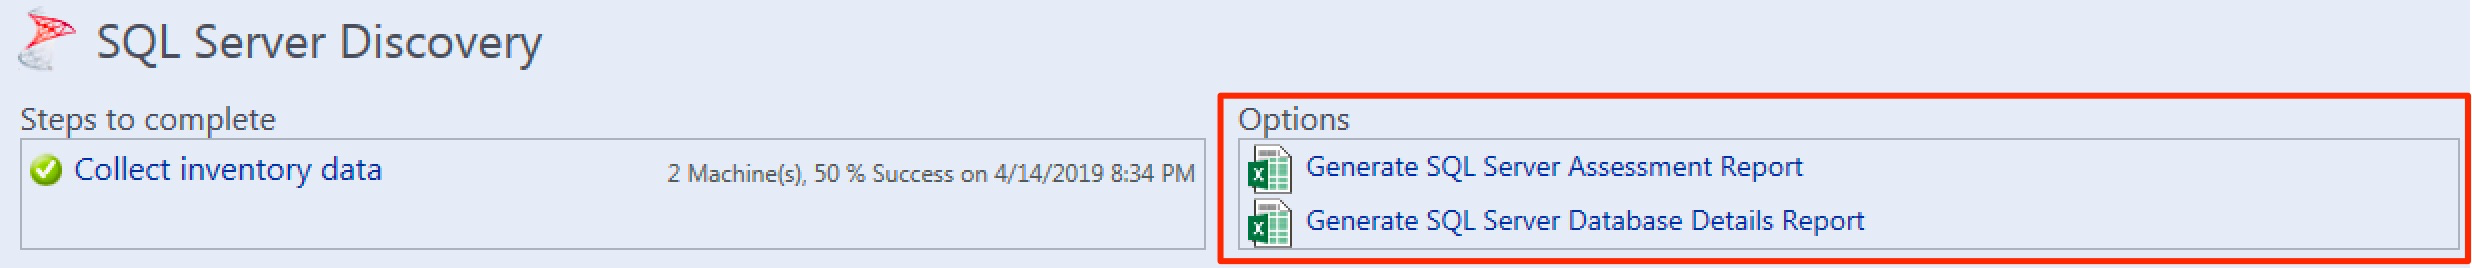 SQL Server Discovery
Steps to complete
Collect inventory data
2 Machine(s), 50 % Success on 4/14/2019 8:34 PM
Options
Generate SQL Server Assessment Report
Generate SQL Server Database Details Report